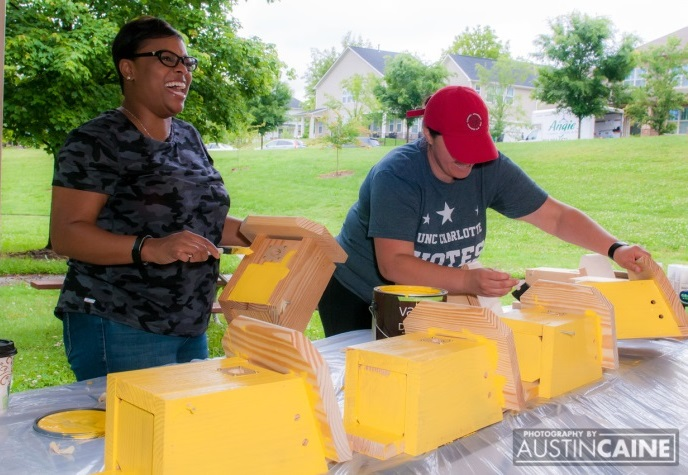 Angie
UNC CHARLOTTE
VOTES
PHOTOGRAPHY BY
AUSTINCAINE